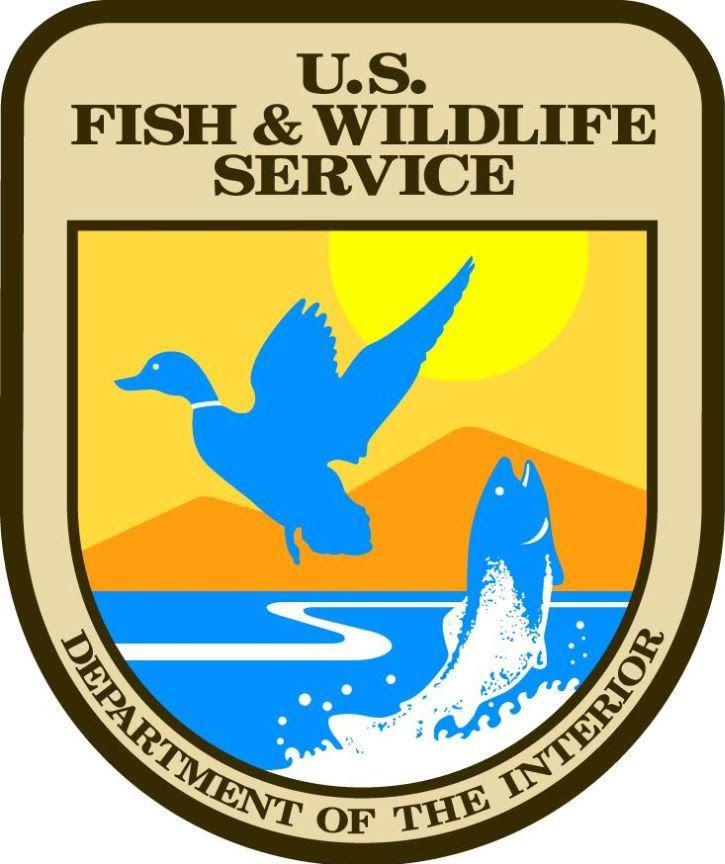 U.S.
FISH & WILDLIFE
SERVICE
DEPARTMENT OF THE INTERIOR